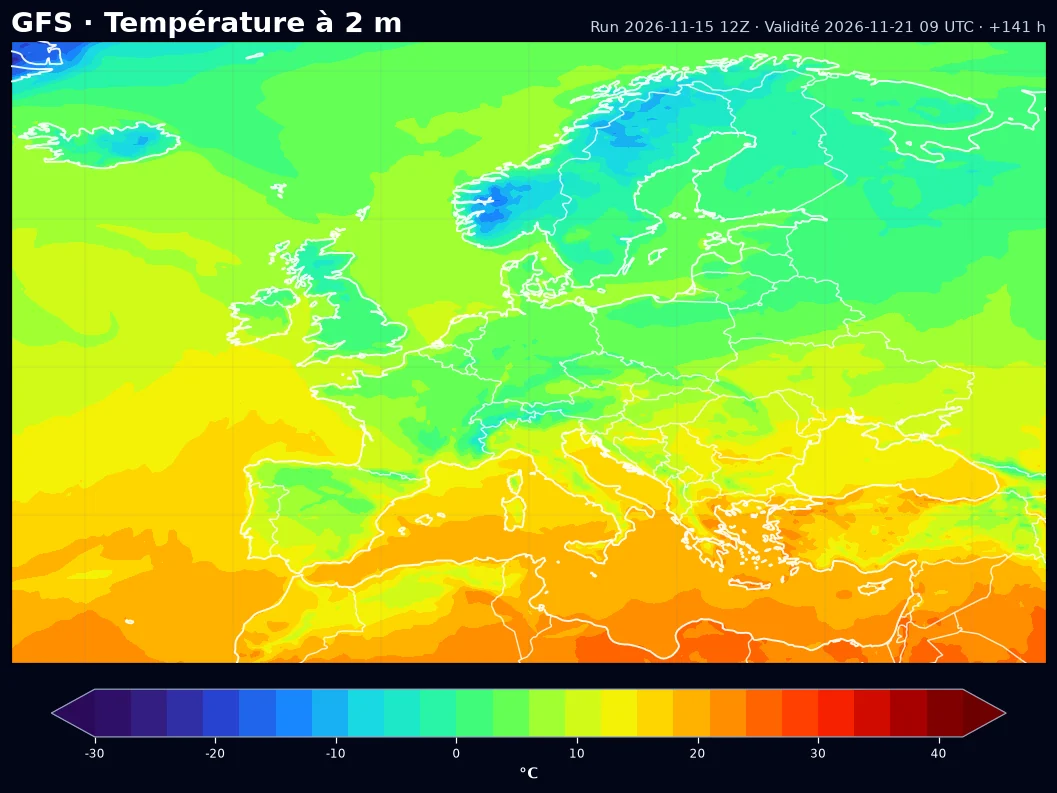 GFS · Température à 2 m
Run 2026-11-15 12Z · Validité 2026-11-21 09 UTC · +141 h
-30 -20 -10 0 10 20 30 40
°C